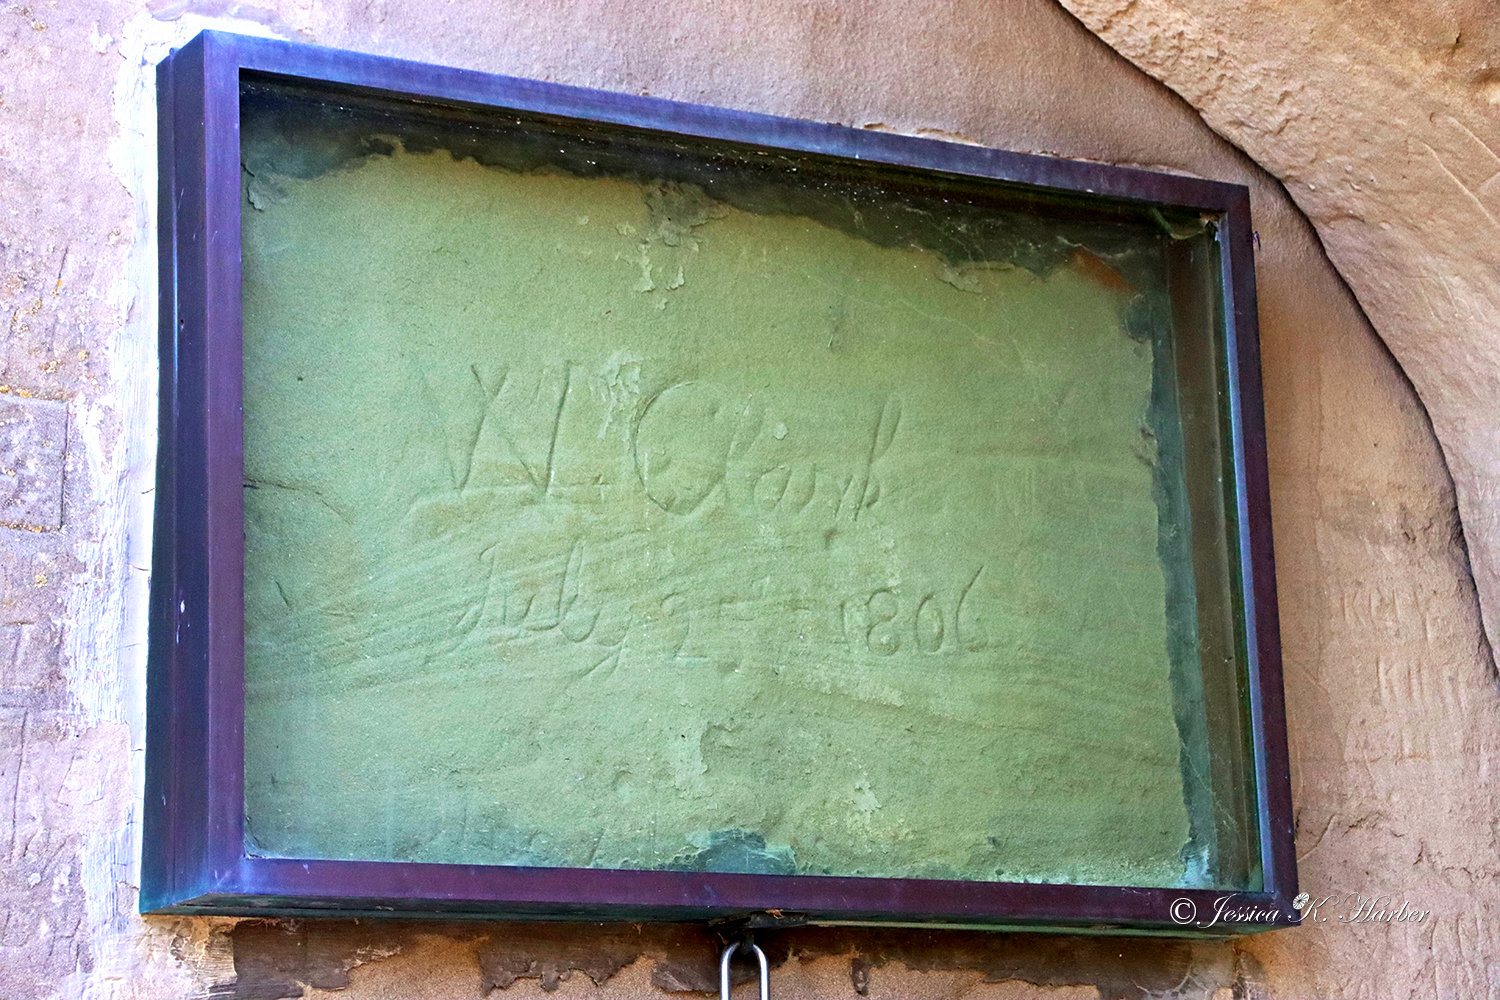 Wm Clark
July 25th 1806
© Jessica K. Harber